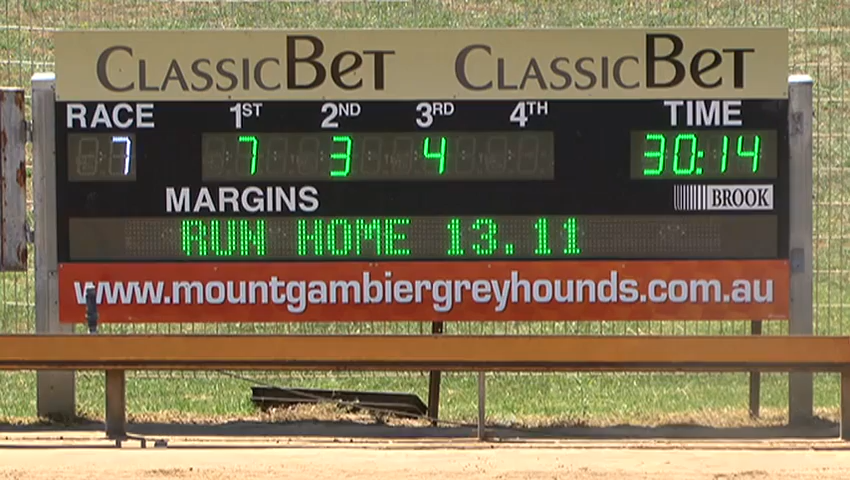 CLASSICBET CLASSICBET
RACE 1ST 2ND 3RD 4TH TIME
7 7 3 4 30:14
MARGINS BROOK
RUN HOME 13.11
www.mountgambiergreyhounds.com.au